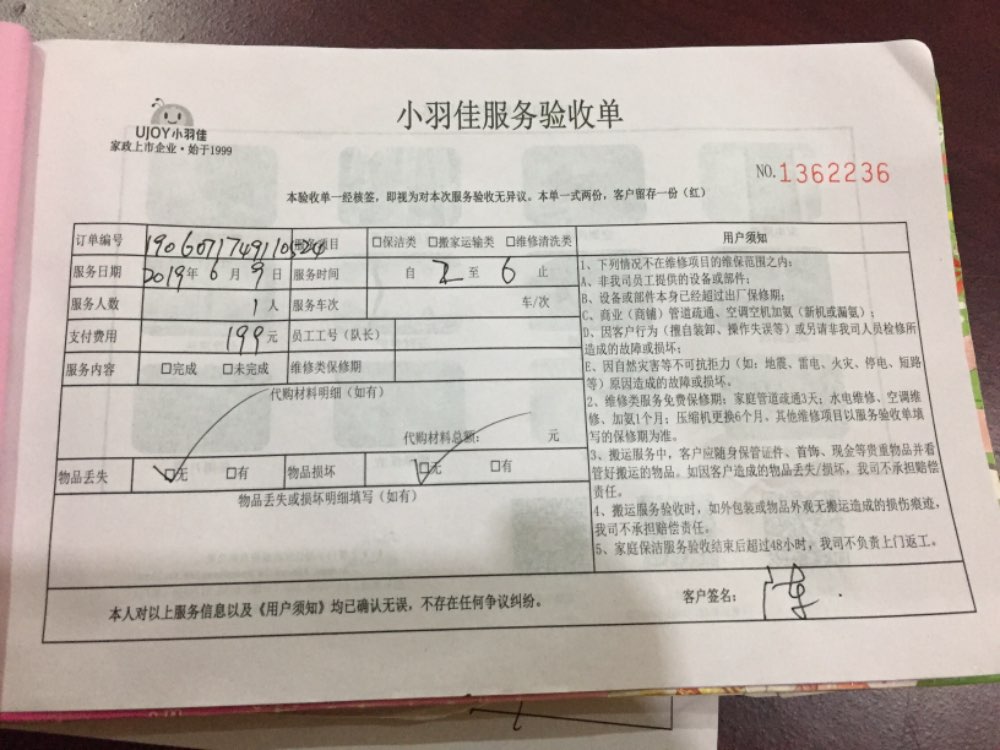 小羽佳服务验收单
UJOY小羽佳
家政上市企业·始于1999
NO.1362236
本验收单一经核签，即视为对本次服务验收无异议。本单一式两份，客户留存一份（红）
订单编号 服务项目 口保洁类 口搬家运输类 口维修清洗类
服务日期 2019年6月9日 服务时间 自 2 至 6 止
服务人数 1人 服务车次 车/次
支付费用 199元 员工工号（队长）
服务内容 口完成 口未完成 维修类保修期
代购材料明细（如有）
代购材料总额： 元
物品丢失 口无 口有 物品损坏 口无 口有
物品丢失或损坏明细填写（如有）
用户须知
1、下列情况不在维修项目的维保范围之内：
A、非我司员工提供的设备或部件；
B、设备或部件本身已经超过出厂保修期；
C、商业（商铺）管道疏通、空调空机加氨（新机或漏氨）；
D、因客户行为（擅自装卸、操作失误等）或另请非我司人员检修所
造成的故障或损坏；
E、因自然灾害等不可抗拒力（如：地震、雷电、火灾、停电、短路
等）原因造成的故障或损坏。
2、维修类服务免费保修期：家庭管道疏通3天；水电维修、空调维
修、加氨1个月；压缩机更换6个月、其他维修项目以服务验收单填
写的保修期为准。
3、搬运服务中，客户应随身保管证件、首饰、现金等贵重物品并看
管好搬运的物品。如因客户造成的物品丢失/损坏，我司不承担赔偿
责任。
4、搬运服务验收时，如外包装或物品外观无搬运造成的损伤痕迹，
我司不承担赔偿责任。
5、家庭保洁服务验收结束后超过48小时，我司不负责上门返工。
本人对以上服务信息以及《用户须知》均已确认无误，不存在任何争议纠纷。
客户签名：